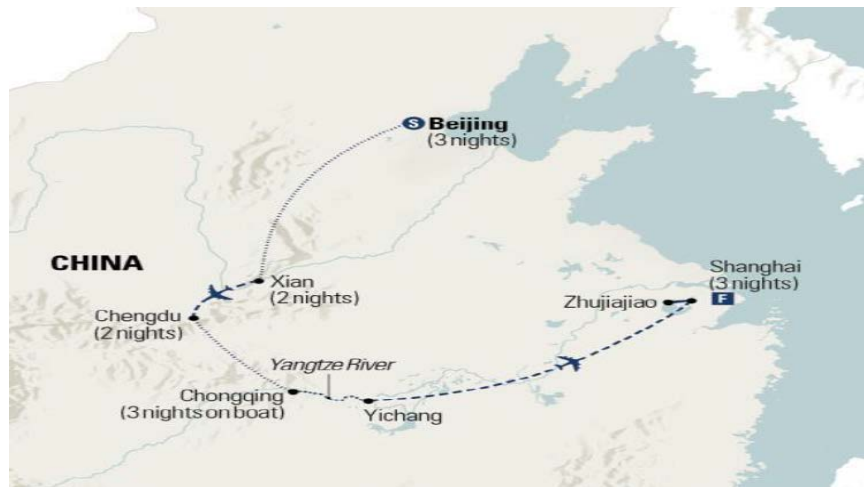 S Beijing
(3 nights)
CHINA
Xian
(2 nights)
Shanghai
(3 nights)
F
Zhujiajiao
Chengdu
(2 nights)
Yangtze River
Chongqing
(3 nights on boat)
Yichang